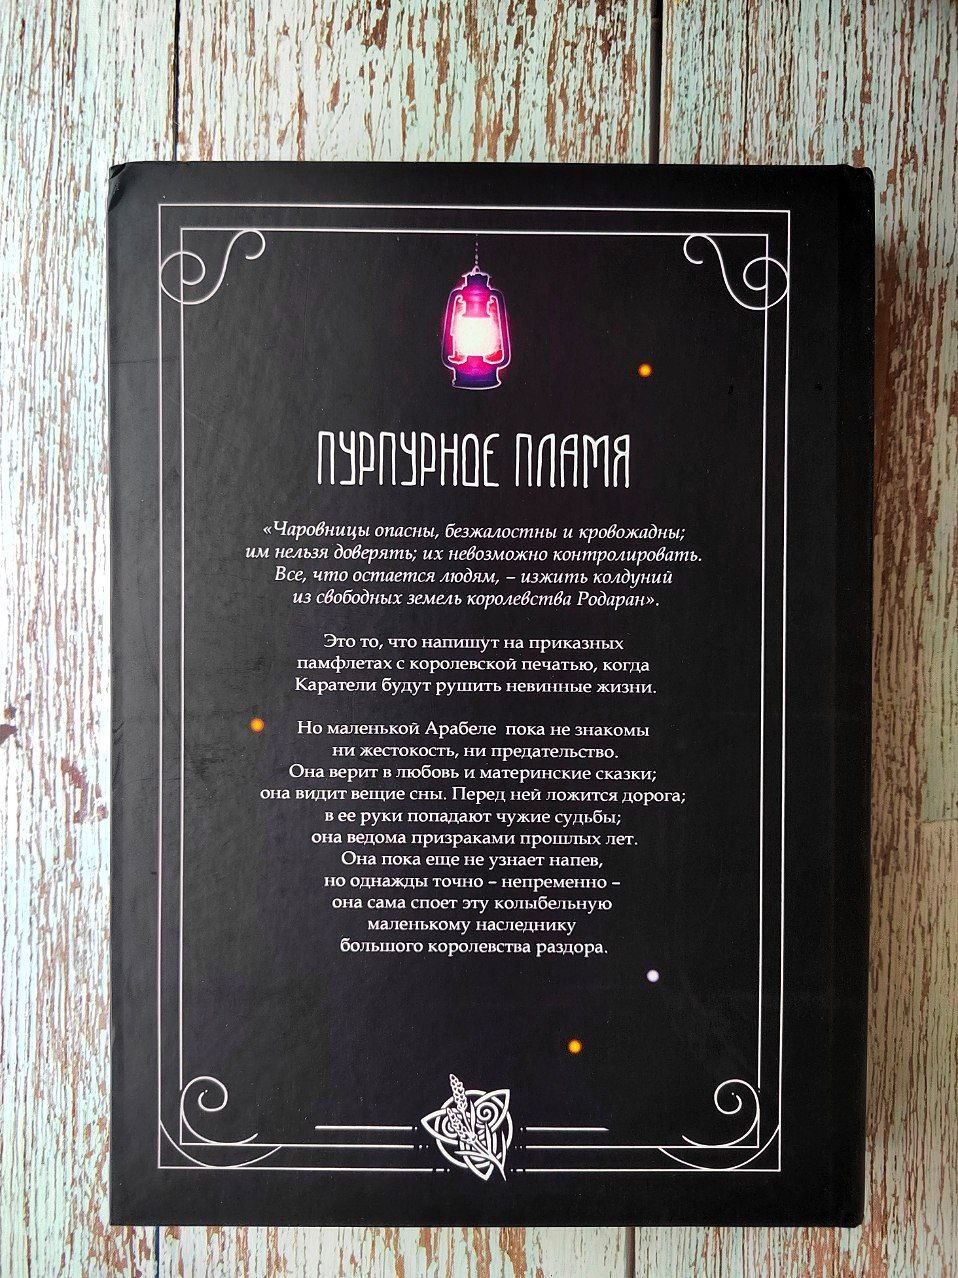 ПУРПУРНОЕ ПЛАМЯ
«Чаровницы опасны, безжалостны и кровожадны;
им нельзя доверять; их невозможно контролировать.
Все, что остается людям, – изжить колдуний
из свободных земель королевства Родаран».
Это то, что напишут на приказных
памфлетах с королевской печатью, когда
Каратели будут рушить невинные жизни.
Но маленькой Арабеле пока не знакомы
ни жестокость, ни предательство.
Она верит в любовь и материнские сказки;
она видит вещие сны. Перед ней ложится дорога;
в ее руки попадают чужие судьбы;
она ведома призраками прошлых лет.
Она пока еще не узнает напев,
но однажды точно – непременно –
она сама споет эту колыбельную
маленькому наследнику
большого королевства раздора.